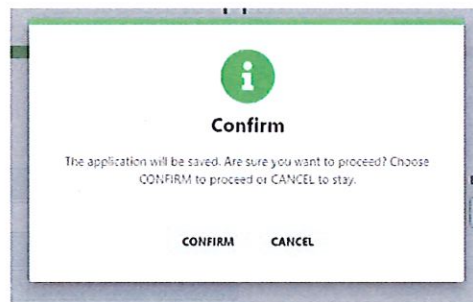 Confirm
The application will be saved. Are sure you want to proceed? Choose
CONFIRM to proceed or CANCEL to stay.
CONFIRM CANCEL